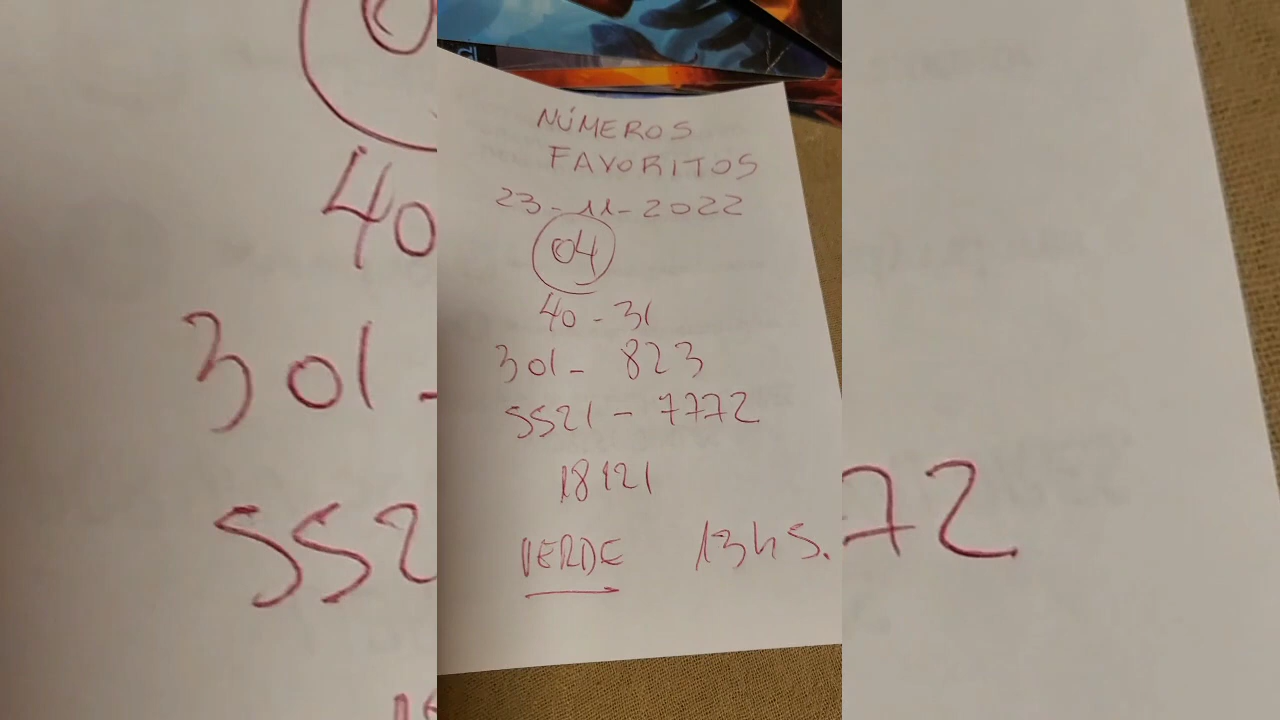 NÚMEROS
FAVORITOS
23-11-2022
04
40-31
301-823
5521-7772
18121
VERDE 13hS.